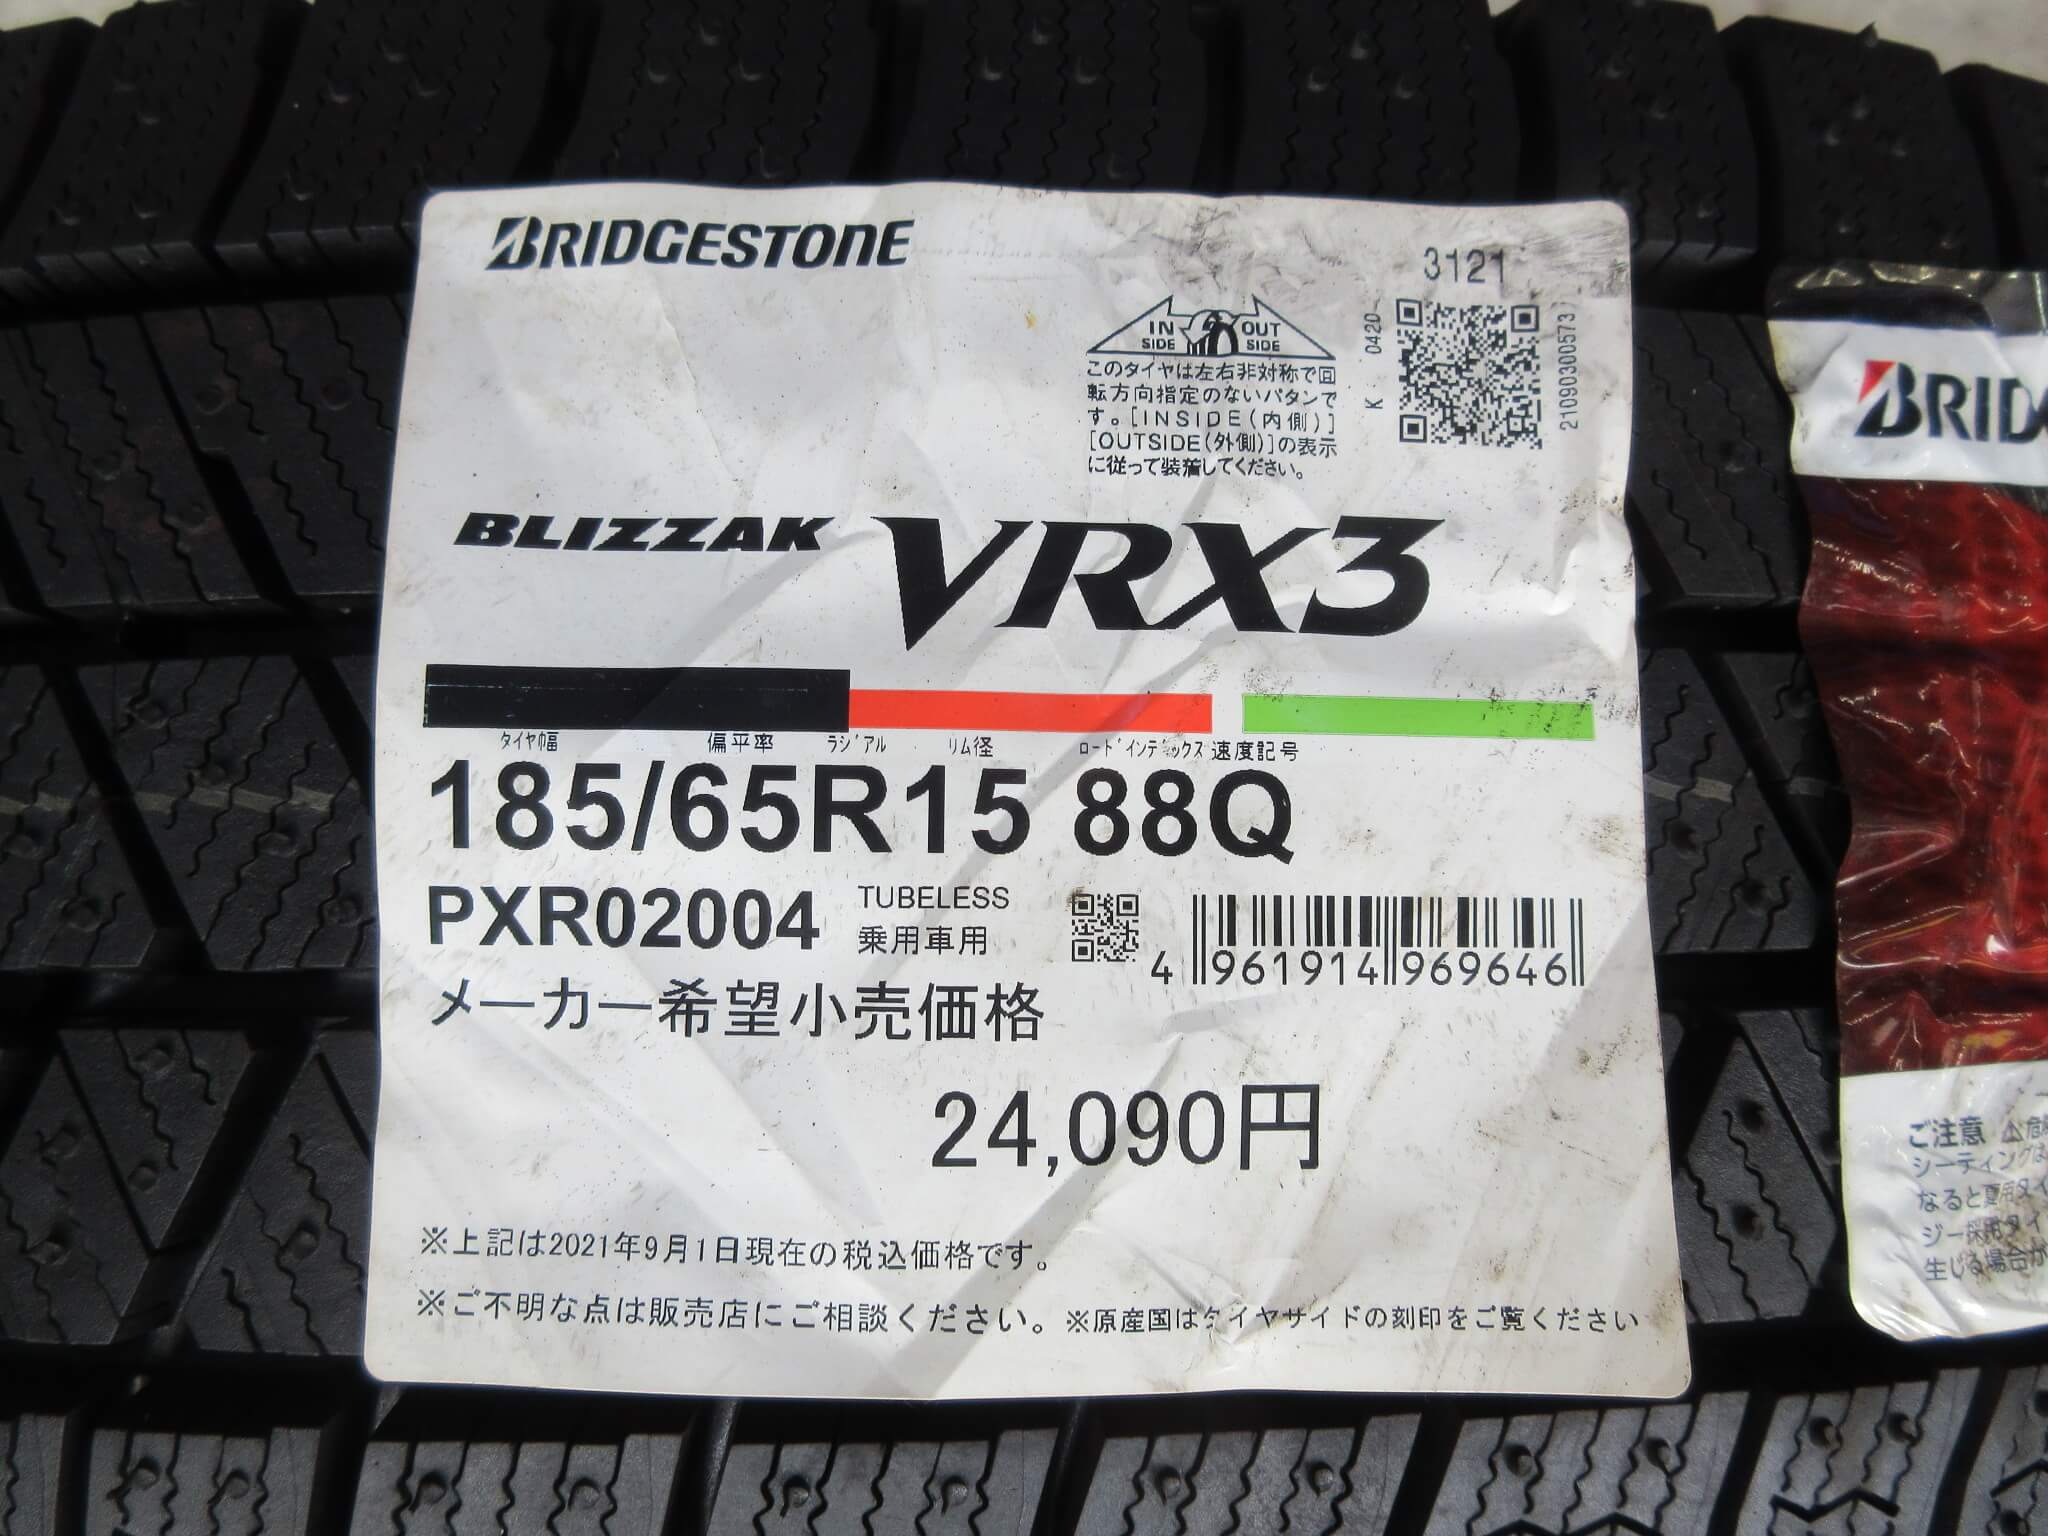 BRIDGESTONE
3121
IN OUT
SIDE SIDE
このタイヤは左右非対称で回
転方向指定のないパタンで
す。[INSIDE(内側)]
[OUTSIDE(外側)]の表示
に従って装着してください。
K 0420-
210903005737
BLIZZAK VRX3
タイヤ巾幅 偏平率 ラジアル リム径 ロードインデックス 速度記号
185/65R15 88Q
PXR02004 TUBELESS
乗用車用
4 961914 969646
メーカー希望小売価格
24,090円
※上記は2021年9月1日現在の税込価格です。
※ご不明な点は販売店にご相談ください。※原産国はタイヤサイドの刻印をご覧ください
BRID
ご注意
シーティングは
なると夏用タイ
ジー採用タイ
生じる場合が